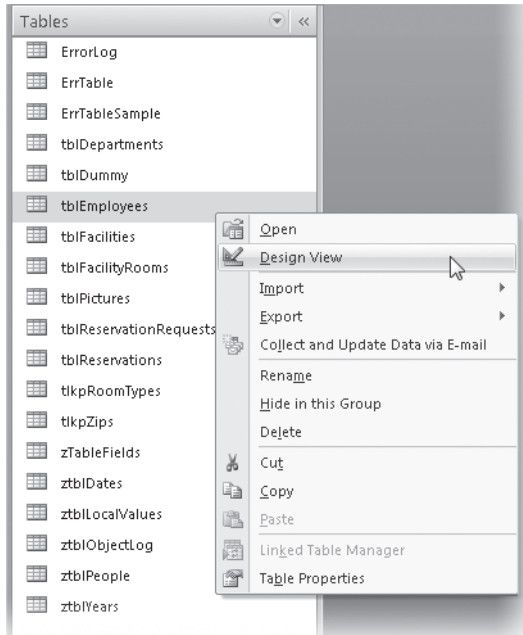 Tables
ErrorLog
ErrTable
ErrTableSample
tblDepartments
tblDummy
tblEmployees
tblFacilities
tblFacilityRooms
tblPictures
tblReservationRequests
tblReservations
tlkpRoomTypes
tlkpZips
zTableFields
ztblDates
ztblLocalValues
ztblObjectLog
ztblPeople
ztblYears
Open
Design View
Import
Export
Collect and Update Data via E-mail
Rename
Hide in this Group
Delete
Cut
Copy
Paste
Linked Table Manager
Table Properties